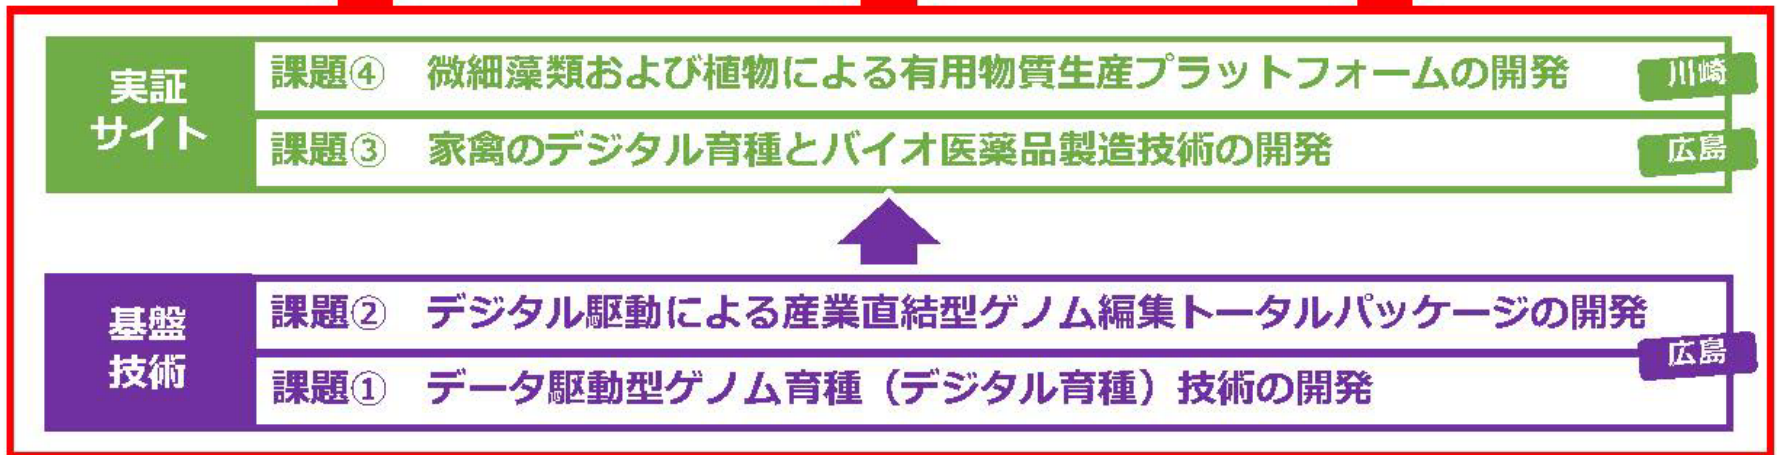 実証
サイト
課題④ 微細藻類および植物による有用物質生産プラットフォームの開発
川崎
課題③ 家禽のデジタル育種とバイオ医薬品製造技術の開発
広島
基盤
技術
課題② デジタル駆動による産業直結型ゲノム編集トータルパッケージの開発
広島
課題① データ駆動型ゲノム育種（デジタル育種）技術の開発